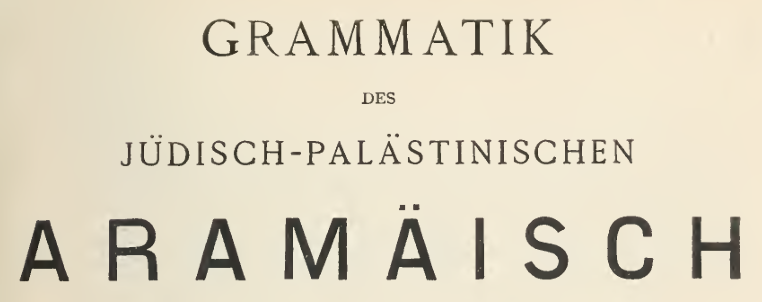 GRAMMATIK
DES
JÜDISCH-PALÄSTINISCHEN
ARAMÄISCH